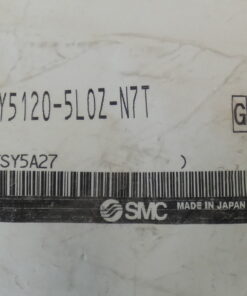 Y5120-5LOZ-N7T
G
SY5A27 )
SMC MADE IN JAPAN